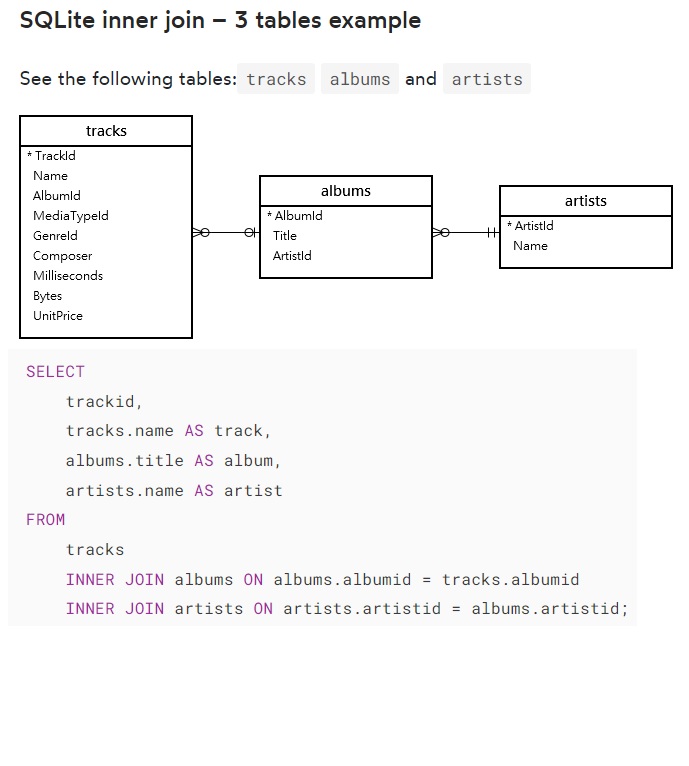 SQLite inner join – 3 tables example
See the following tables: tracks albums and artists
tracks
* TrackId
Name
AlbumId
MediaTypeId
GenreId
Composer
Milliseconds
Bytes
UnitPrice
albums
* AlbumId
Title
ArtistId
artists
* ArtistId
Name
SELECT
trackid,
tracks.name AS track,
albums.title AS album,
artists.name AS artist
FROM
tracks
INNER JOIN albums ON albums.albumid = tracks.albumid
INNER JOIN artists ON artists.artistid = albums.artistid;